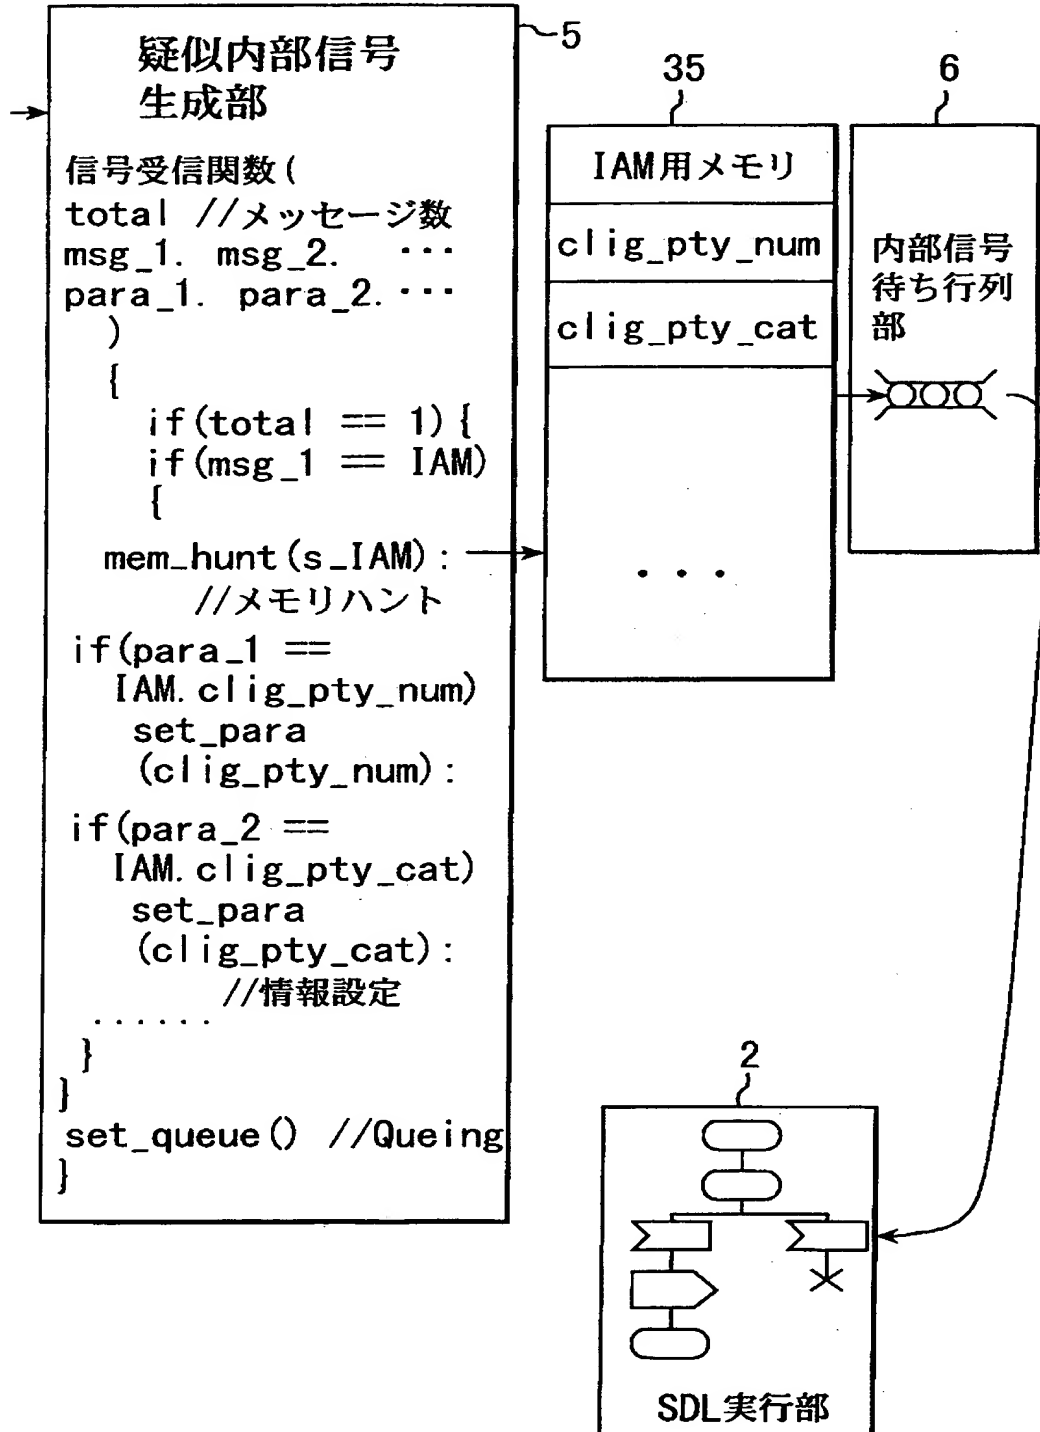 5
疑似内部信号
生成部
信号受信関数(
total //メッセージ数
msg_1. msg_2. ･･･
para_1. para_2. ･･･
)
{
if(total == 1){
if(msg_1 == IAM)
{
mem_hunt(s_IAM):
//メモリハント
if(para_1 ==
IAM.clig_pty_num)
set_para
(clig_pty_num):
if(para_2 ==
IAM.clig_pty_cat)
set_para
(clig_pty_cat):
//情報設定
......
}
}
set_queue() //Queing
}
35
IAM用メモリ
clig_pty_num
clig_pty_cat
・・・
6
内部信号
待ち行列
部
2
SDL実行部